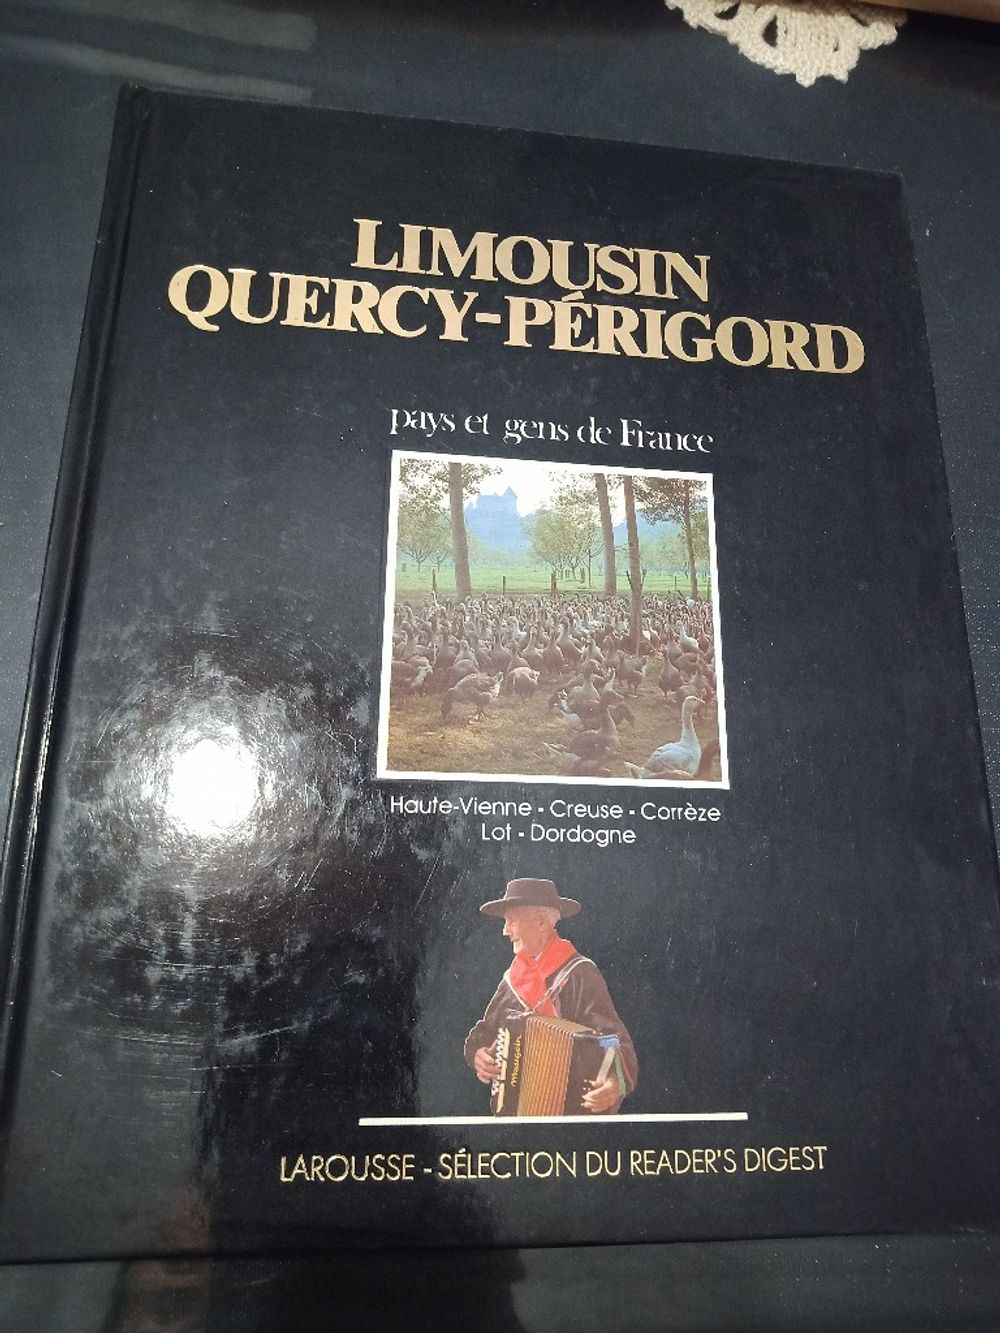 LIMOUSIN
QUERCY-PÉRIGORD
pays et gens de France
Haute-Vienne - Creuse - Corrèze
Lot - Dordogne
Maugein
LAROUSSE - SÉLECTION DU READER'S DIGEST